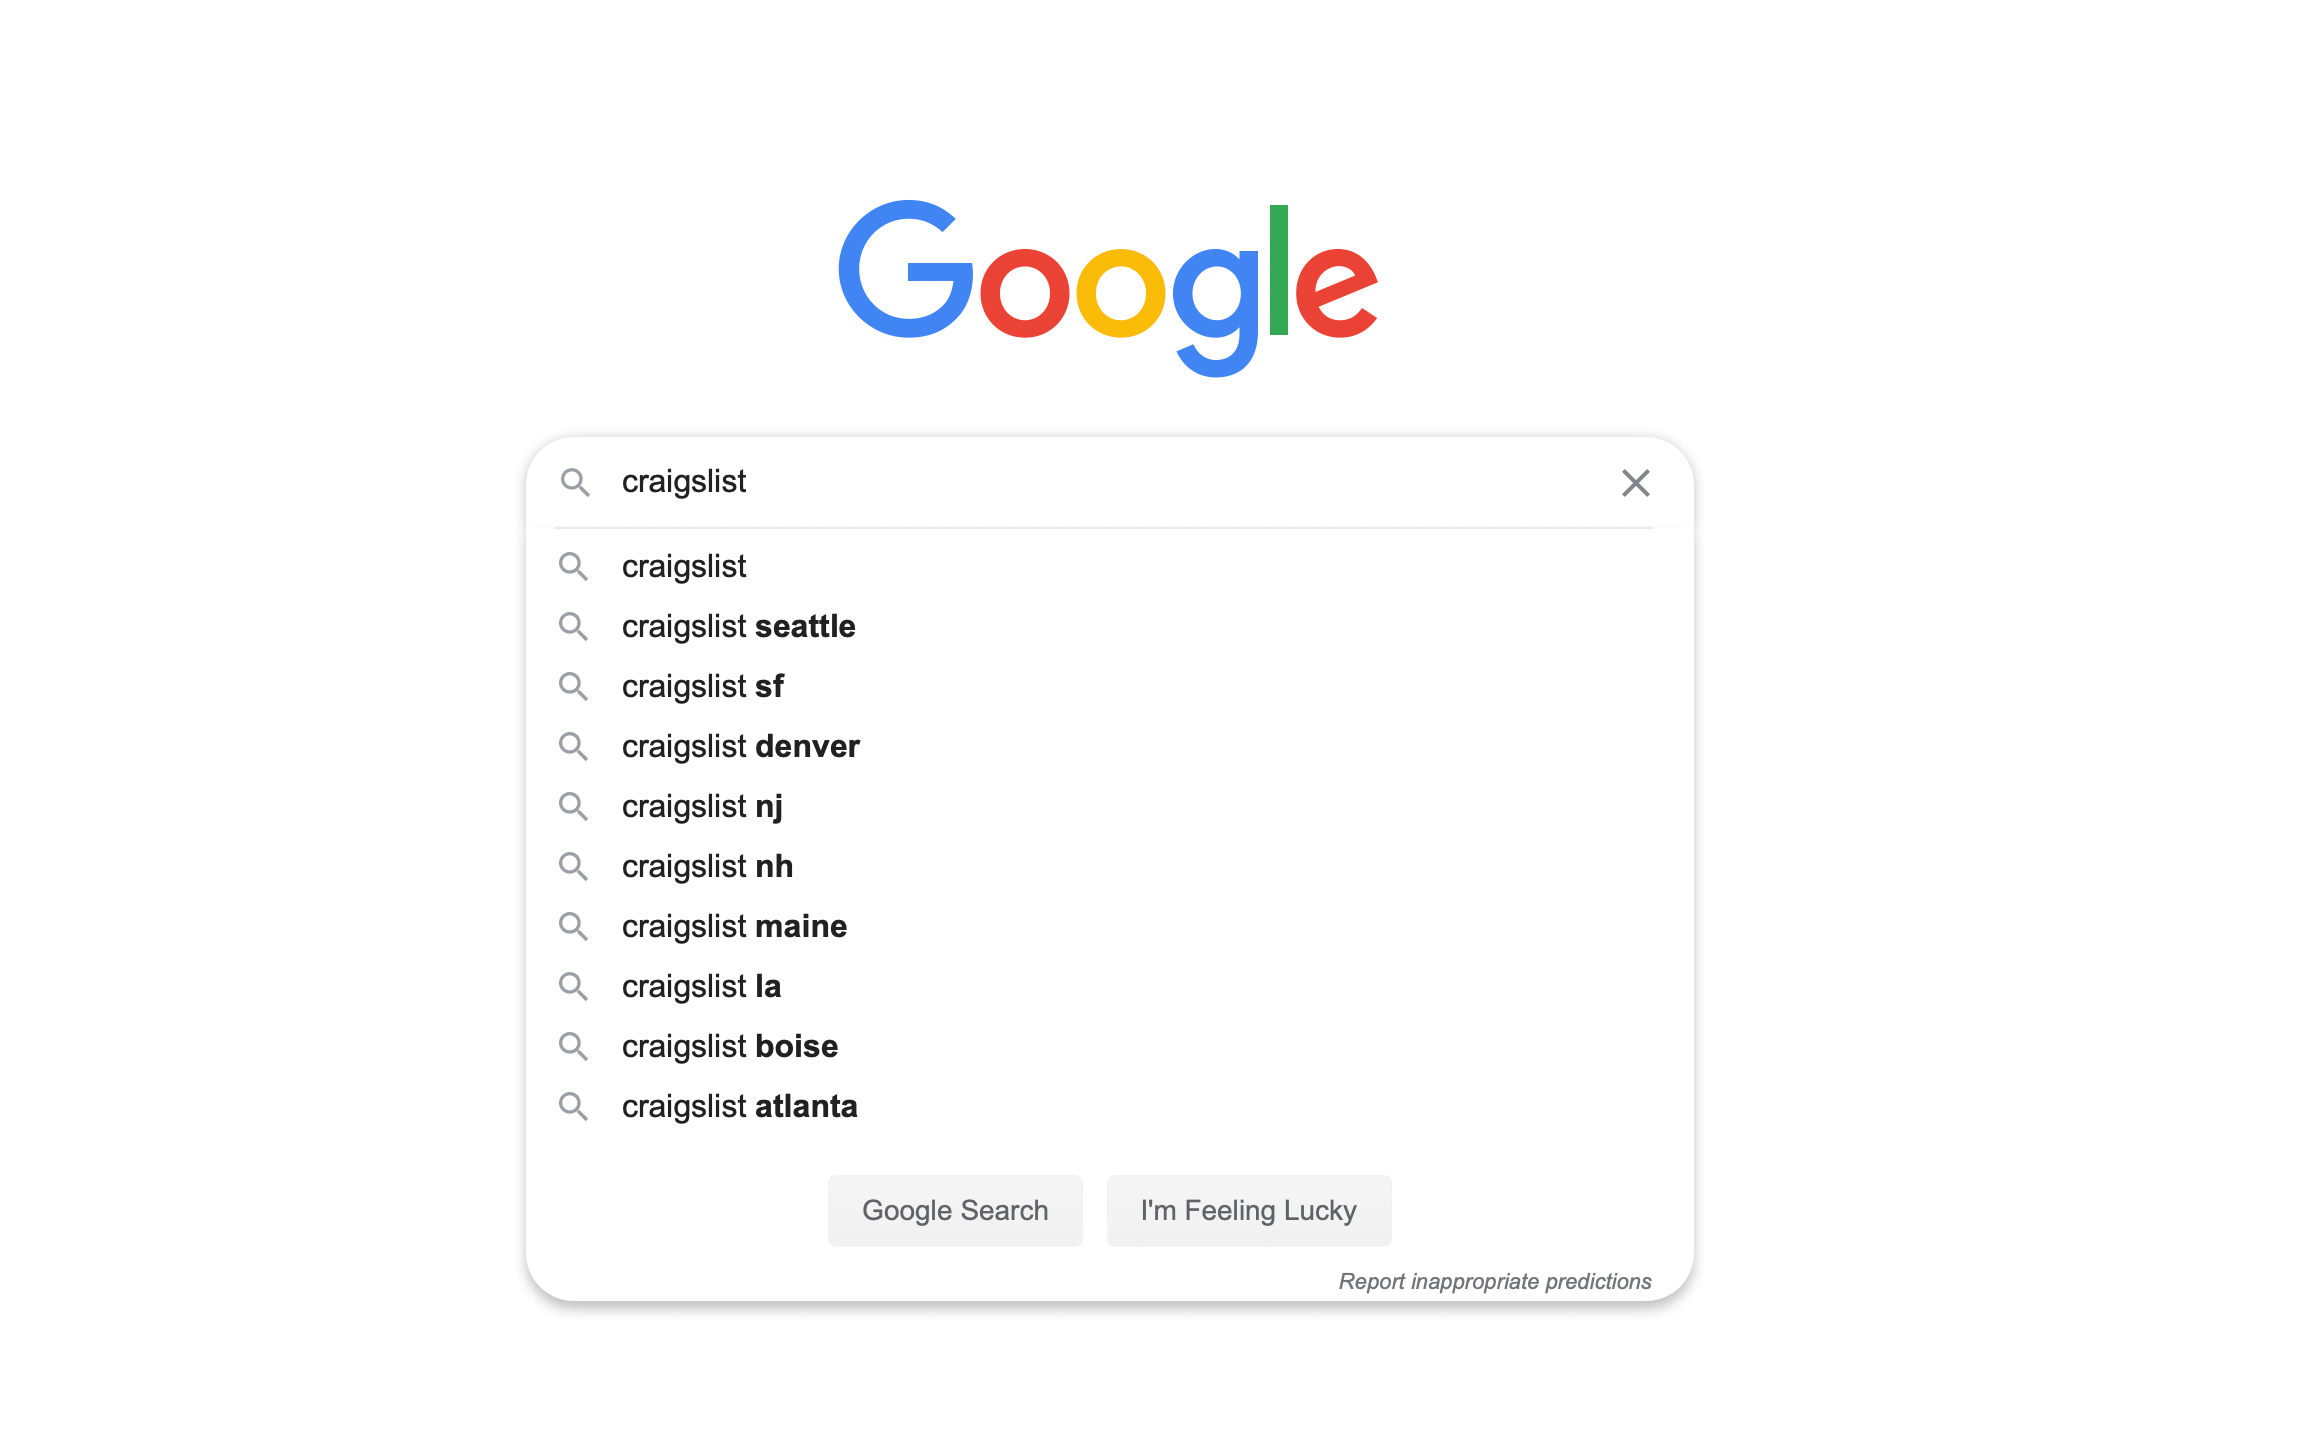 Google
craigslist
craigslist
craigslist seattle
craigslist sf
craigslist denver
craigslist nj
craigslist nh
craigslist maine
craigslist la
craigslist boise
craigslist atlanta
Google Search I'm Feeling Lucky
Report inappropriate predictions